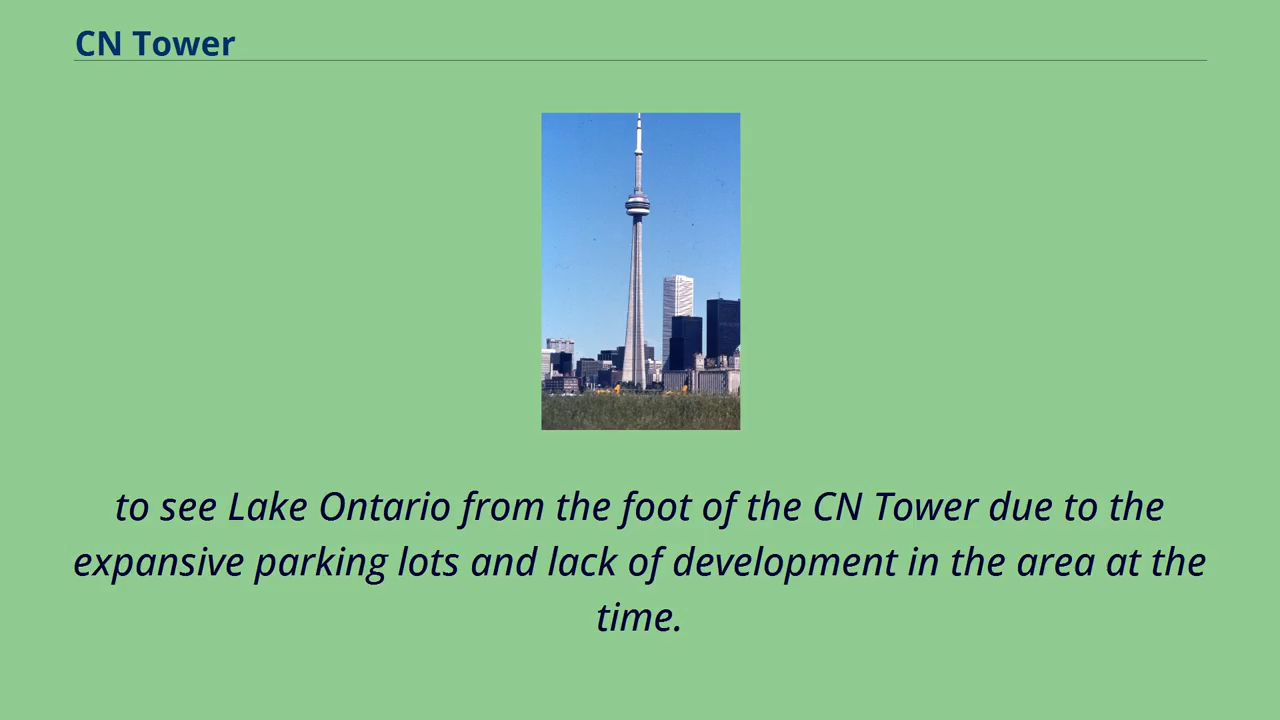 CN Tower
to see Lake Ontario from the foot of the CN Tower due to the
expansive parking lots and lack of development in the area at the
time.